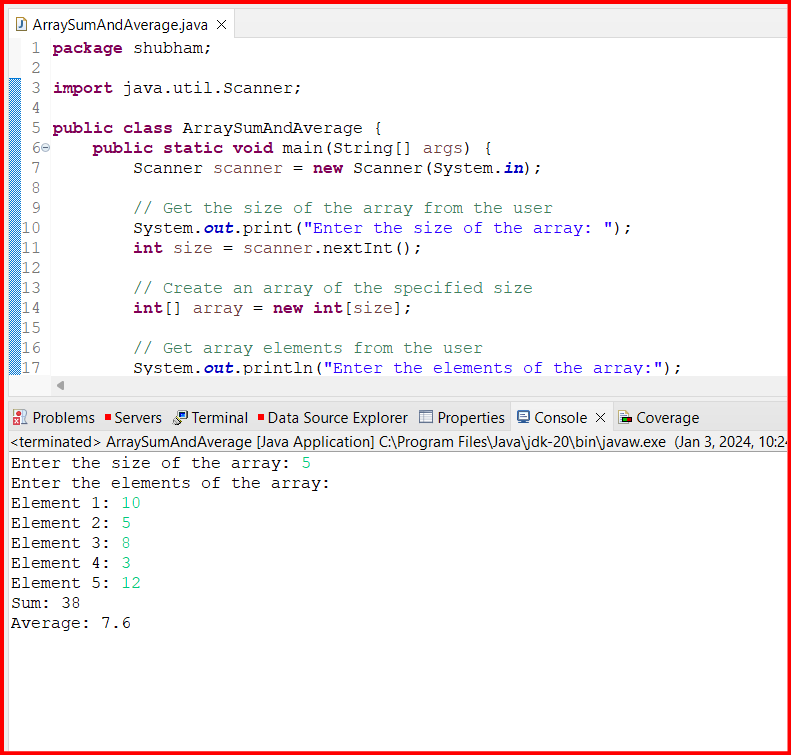 ArraySumAndAverage.java
1 package shubham;
2
3 import java.util.Scanner;
4
5 public class ArraySumAndAverage {
6 public static void main(String[] args) {
7 Scanner scanner = new Scanner(System.in);
8
9 // Get the size of the array from the user
10 System.out.print("Enter the size of the array: ");
11 int size = scanner.nextInt();
12
13 // Create an array of the specified size
14 int[] array = new int[size];
15
16 // Get array elements from the user
17 System.out.println("Enter the elements of the array:");
Problems Servers Terminal Data Source Explorer Properties Console Coverage
<terminated> ArraySumAndAverage [Java Application] C:\Program Files\Java\jdk-20\bin\javaw.exe (Jan 3, 2024, 10:24
Enter the size of the array: 5
Enter the elements of the array:
Element 1: 10
Element 2: 5
Element 3: 8
Element 4: 3
Element 5: 12
Sum: 38
Average: 7.6